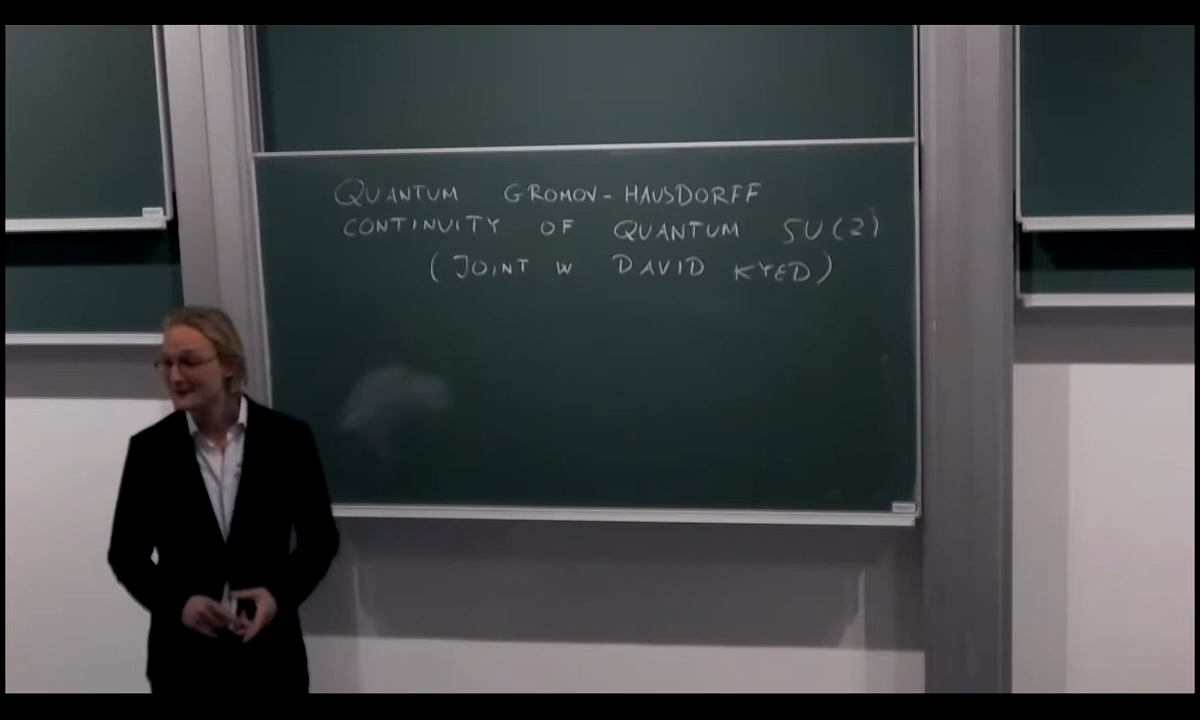 QUANTUM GROMOV-HAUSDORFF
CONTINUITY OF QUANTUM SU(2)
(JOINT W DAVID KYED)